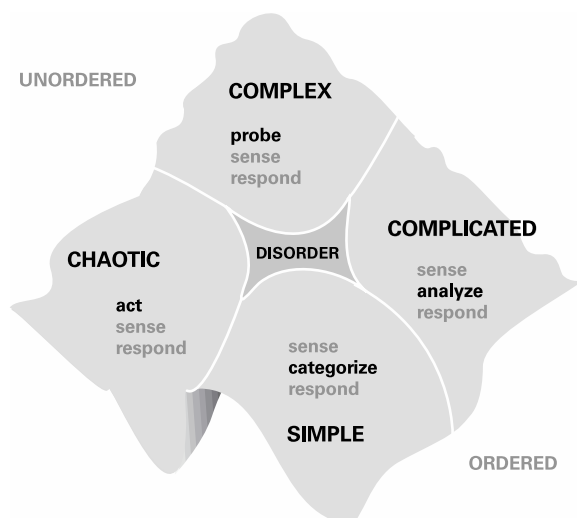 UNORDERED
COMPLEX
probe
sense
respond
CHAOTIC
act
sense
respond
DISORDER
COMPLICATED
sense
analyze
respond
sense
categorize
respond
SIMPLE
ORDERED